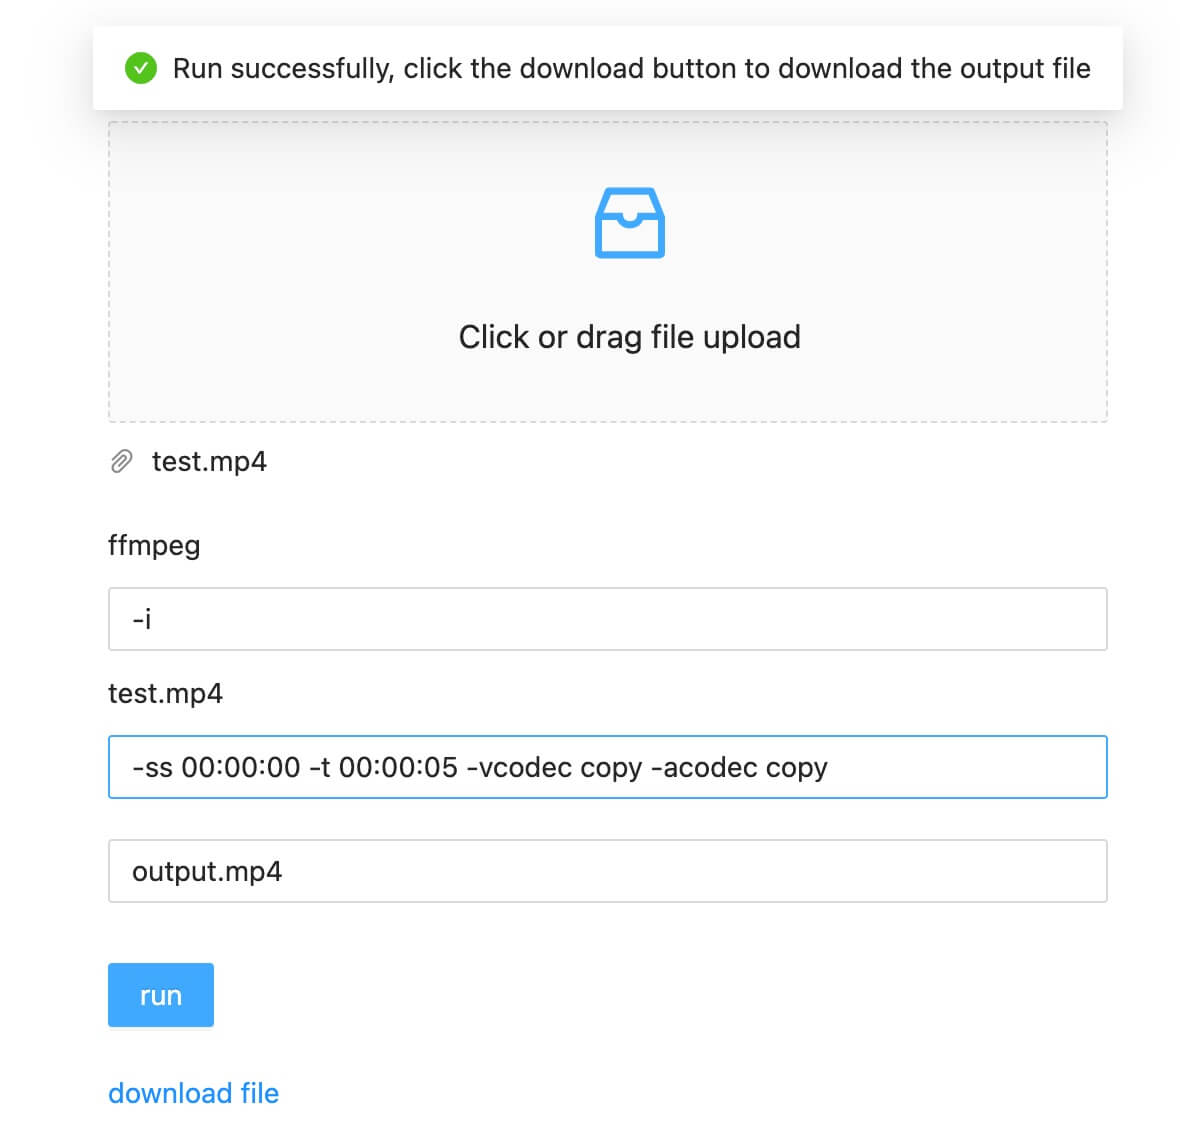 Run successfully, click the download button to download the output file
Click or drag file upload
test.mp4
ffmpeg
-i
test.mp4
-ss 00:00:00 -t 00:00:05 -vcodec copy -acodec copy
output.mp4
run
download file